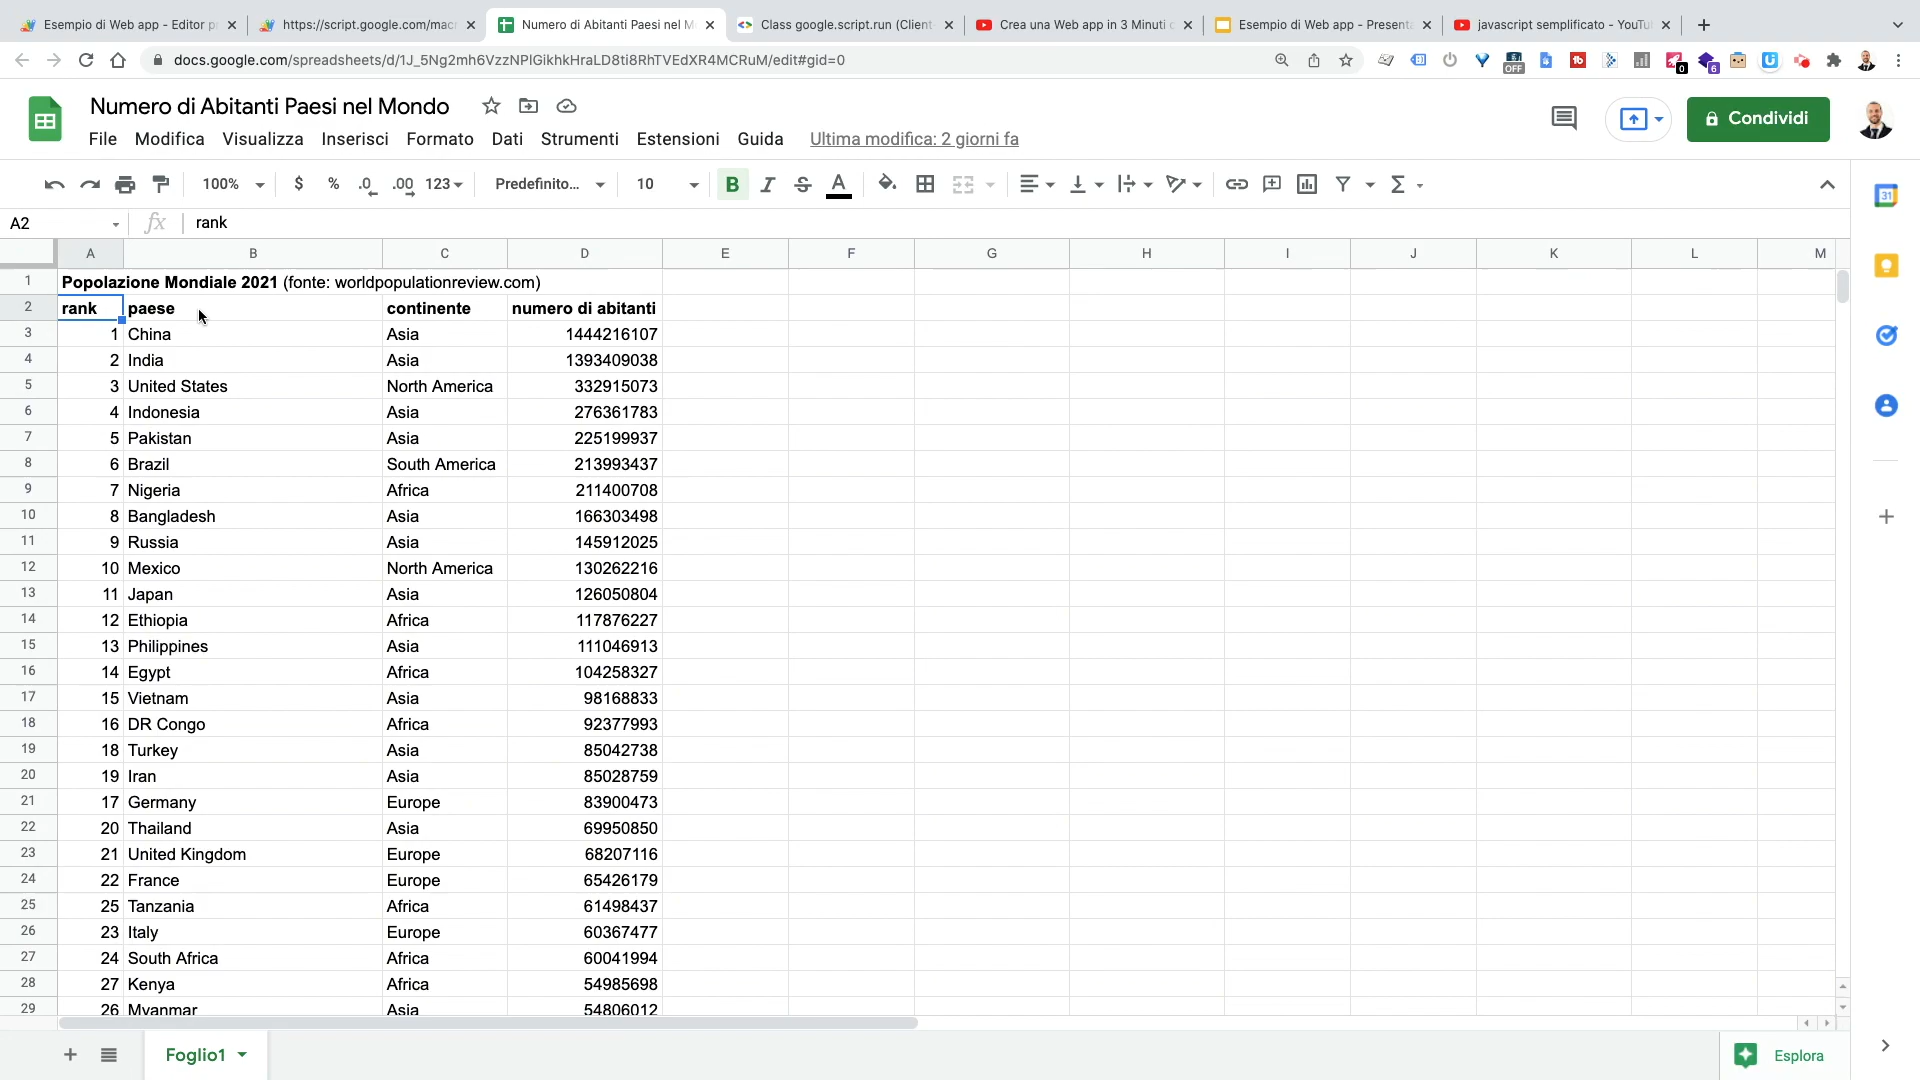 Esempio di Web app - Editor p
https://script.google.com/macr
Numero di Abitanti Paesi nel M
Class google.script.run (Client
Crea una Web app in 3 Minuti c
Esempio di Web app - Presenta
javascript semplificato - YouTu
docs.google.com/spreadsheets/d/1J_5Ng2mh6VzzNPlGikhkHraLD8ti8RhTVEdXR4MCRuM/edit#gid=0
OFF
0
6
Numero di Abitanti Paesi nel Mondo
File Modifica Visualizza Inserisci Formato Dati Strumenti Estensioni Guida Ultima modifica: 2 giorni fa
Condividi
100% $ % .0 .00 123 Predefinito... 10 B I S A
31
A2 fx rank
A B C D E F G H I J K L M
1 Popolazione Mondiale 2021 (fonte: worldpopulationreview.com)
2 rank paese continente numero di abitanti
3 1 China Asia 1444216107
4 2 India Asia 1393409038
5 3 United States North America 332915073
6 4 Indonesia Asia 276361783
7 5 Pakistan Asia 225199937
8 6 Brazil South America 213993437
9 7 Nigeria Africa 211400708
10 8 Bangladesh Asia 166303498
11 9 Russia Asia 145912025
12 10 Mexico North America 130262216
13 11 Japan Asia 126050804
14 12 Ethiopia Africa 117876227
15 13 Philippines Asia 111046913
16 14 Egypt Africa 104258327
17 15 Vietnam Asia 98168833
18 16 DR Congo Africa 92377993
19 18 Turkey Asia 85042738
20 19 Iran Asia 85028759
21 17 Germany Europe 83900473
22 20 Thailand Asia 69950850
23 21 United Kingdom Europe 68207116
24 22 France Europe 65426179
25 25 Tanzania Africa 61498437
26 23 Italy Europe 60367477
27 24 South Africa Africa 60041994
28 27 Kenya Africa 54985698
29 26 Myanmar Asia 54806012
Foglio1
Esplora